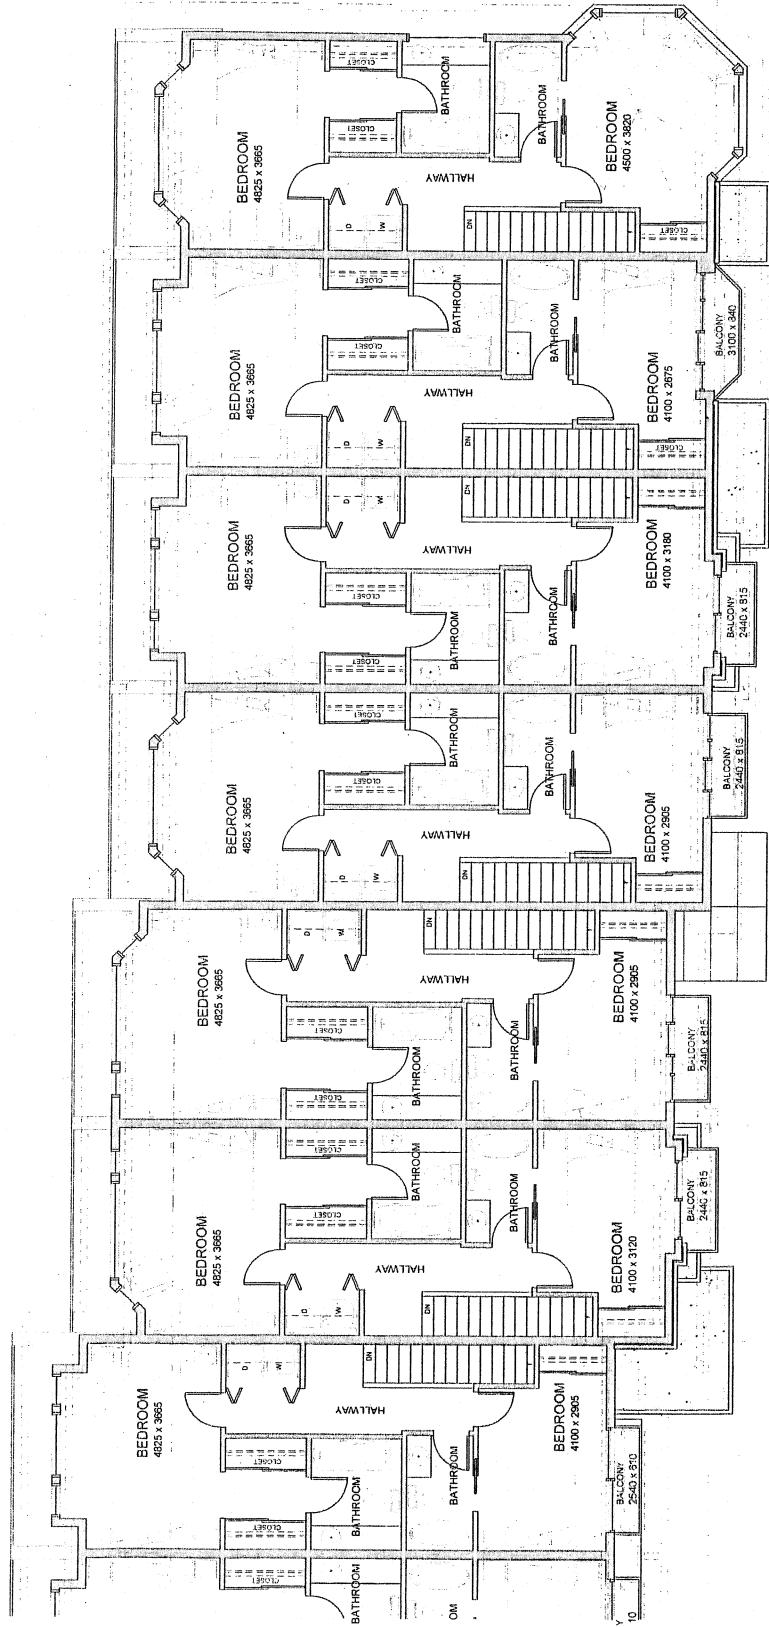 BEDROOM
4825 x 3665
CLOSET
CLOSET
BATHROOM
BATHROOM
HALLWAY
D
W
DN
BEDROOM
4500 x 3820
CLOSET
BEDROOM
4825 x 3665
CLOSET
CLOSET
BATHROOM
BATHROOM
HALLWAY
D
W
DN
BEDROOM
4100 x 2675
CLOSET
BALCONY
3100 x 840
BEDROOM
4825 x 3665
D
W
DN
HALLWAY
CLOSET
CLOSET
BATHROOM
BATHROOM
BEDROOM
4100 x 3180
BALCONY
2440 x 815
BEDROOM
4825 x 3665
CLOSET
CLOSET
BATHROOM
BATHROOM
HALLWAY
D
W
DN
BEDROOM
4100 x 2905
BALCONY
2440 x 815
BEDROOM
4825 x 3665
D
W
DN
HALLWAY
CLOSET
CLOSET
BATHROOM
BATHROOM
BEDROOM
4100 x 2905
BALCONY
2440 x 815
BEDROOM
4825 x 3665
CLOSET
CLOSET
BATHROOM
BATHROOM
HALLWAY
D
W
DN
BEDROOM
4100 x 3120
BALCONY
2440 x 815
BEDROOM
4825 x 3665
D
W
DN
HALLWAY
CLOSET
CLOSET
BATHROOM
BATHROOM
BEDROOM
4100 x 2905
BALCONY
2540 x 610
CLOSET
BATHROOM
OM
Y
10